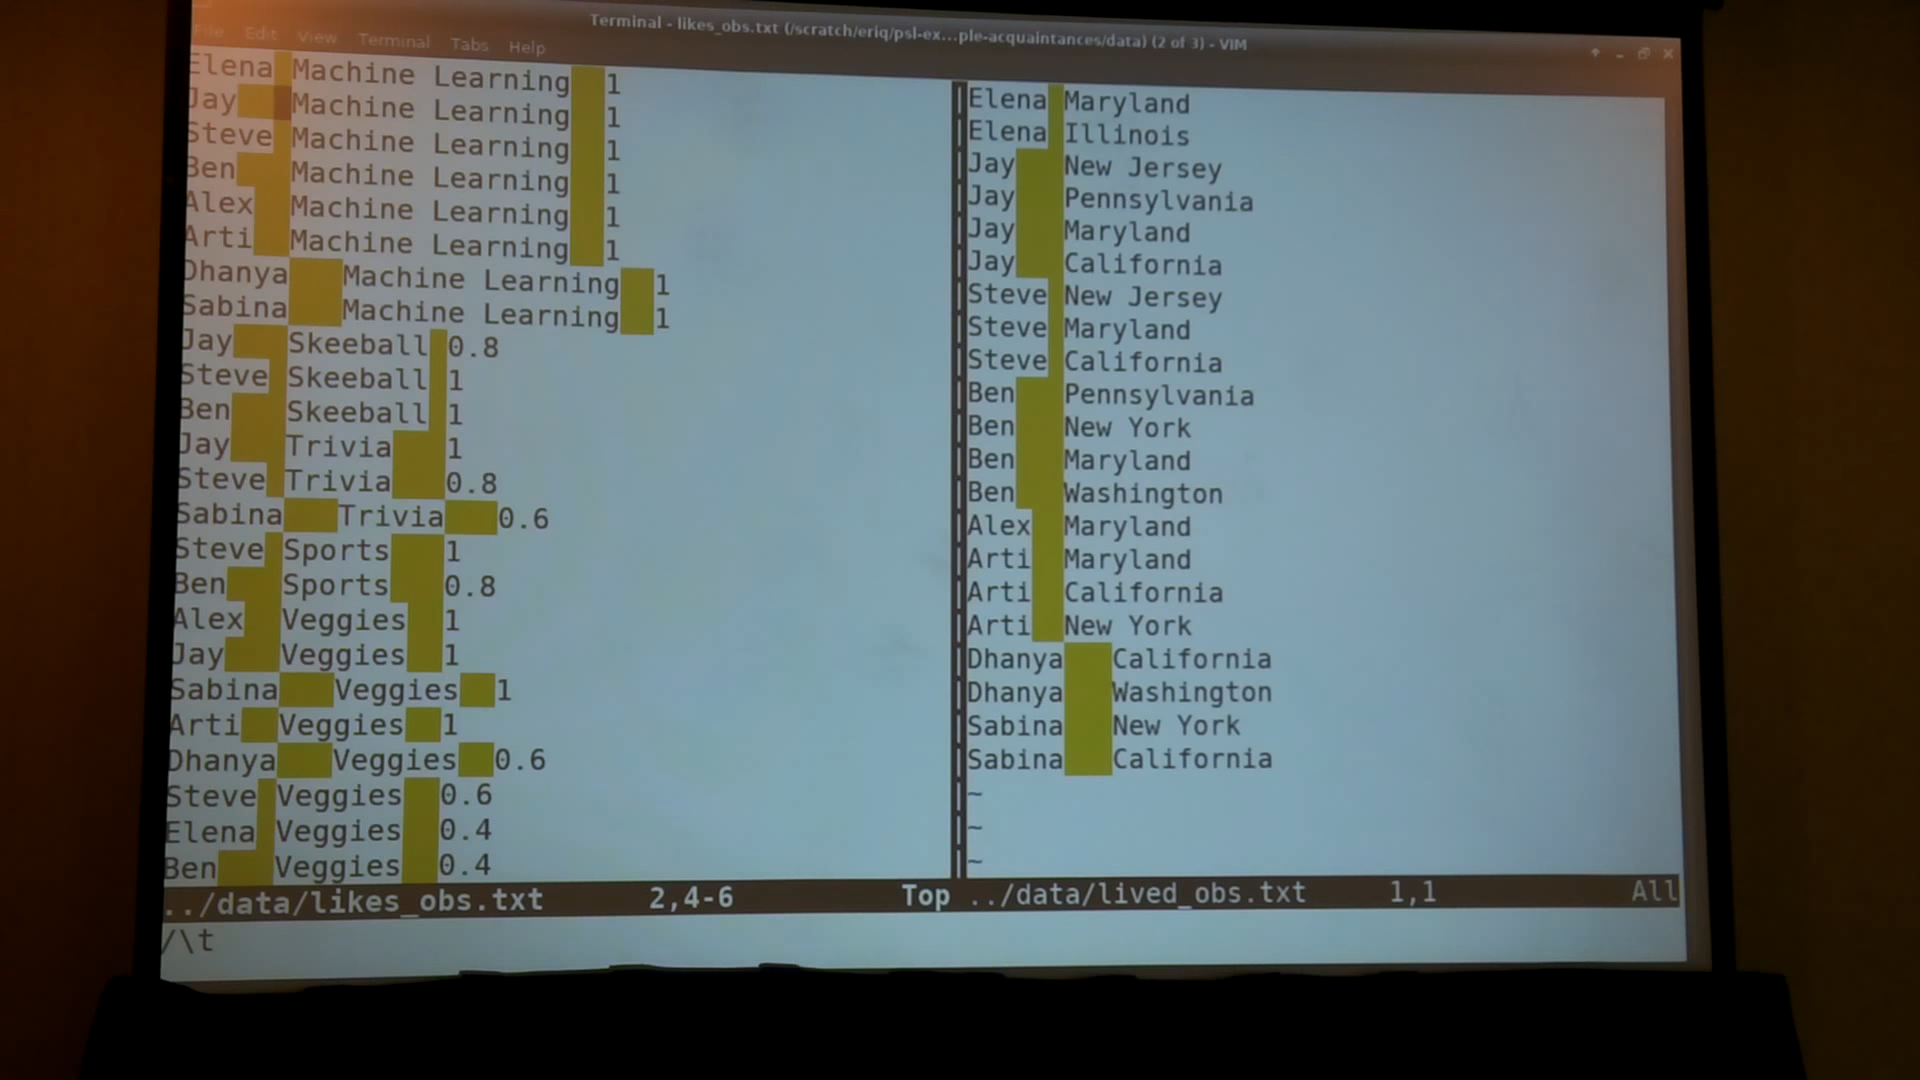 Terminal - likes_obs.txt (/scratch/eriq/psl-ex...ple-acquaintances/data) (2 of 3) - VIM
File Edit View Terminal Tabs Help
Elena Machine Learning 1
Jay Machine Learning 1
Steve Machine Learning 1
Ben Machine Learning 1
Alex Machine Learning 1
Arti Machine Learning 1
Dhanya Machine Learning 1
Sabina Machine Learning 1
Jay Skeeball 0.8
Steve Skeeball 1
Ben Skeeball 1
Jay Trivia 1
Steve Trivia 0.8
Sabina Trivia 0.6
Steve Sports 1
Ben Sports 0.8
Alex Veggies 1
Jay Veggies 1
Sabina Veggies 1
Arti Veggies 1
Dhanya Veggies 0.6
Steve Veggies 0.6
Elena Veggies 0.4
Ben Veggies 0.4
../data/likes_obs.txt 2,4-6 Top
Elena Maryland
Elena Illinois
Jay New Jersey
Jay Pennsylvania
Jay Maryland
Jay California
Steve New Jersey
Steve Maryland
Steve California
Ben Pennsylvania
Ben New York
Ben Maryland
Ben Washington
Alex Maryland
Arti Maryland
Arti California
Arti New York
Dhanya California
Dhanya Washington
Sabina New York
Sabina California
~
~
~
../data/lived_obs.txt 1,1 All
/\t